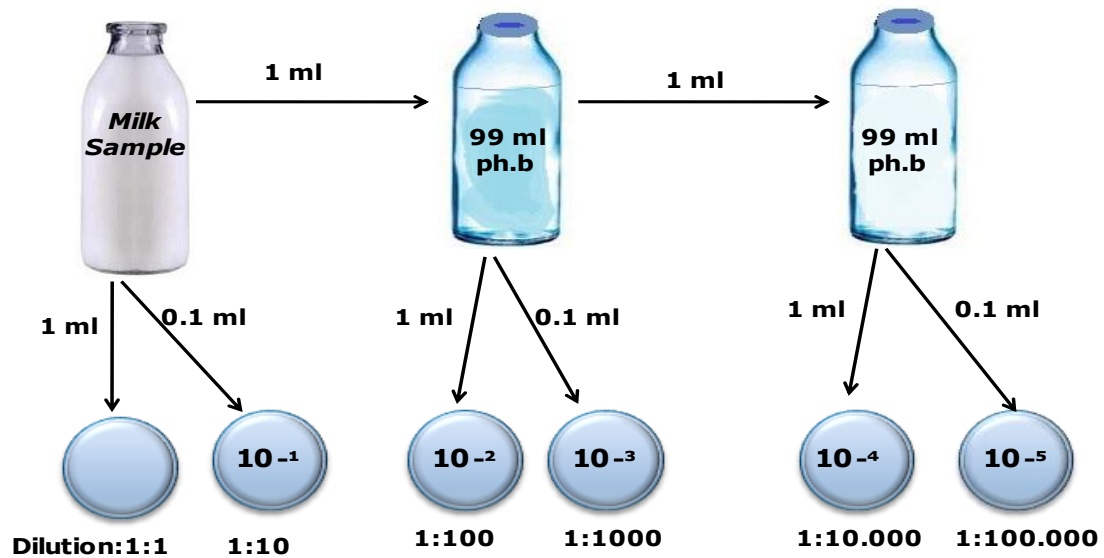 1 ml
1 ml
Milk
Sample
99 ml
ph.b
99 ml
ph.b
1 ml
0.1 ml
1 ml
0.1 ml
1 ml
0.1 ml
10-¹
10-²
10-³
10-⁴
10-⁵
Dilution:1:1
1:10
1:100
1:1000
1:10.000
1:100.000